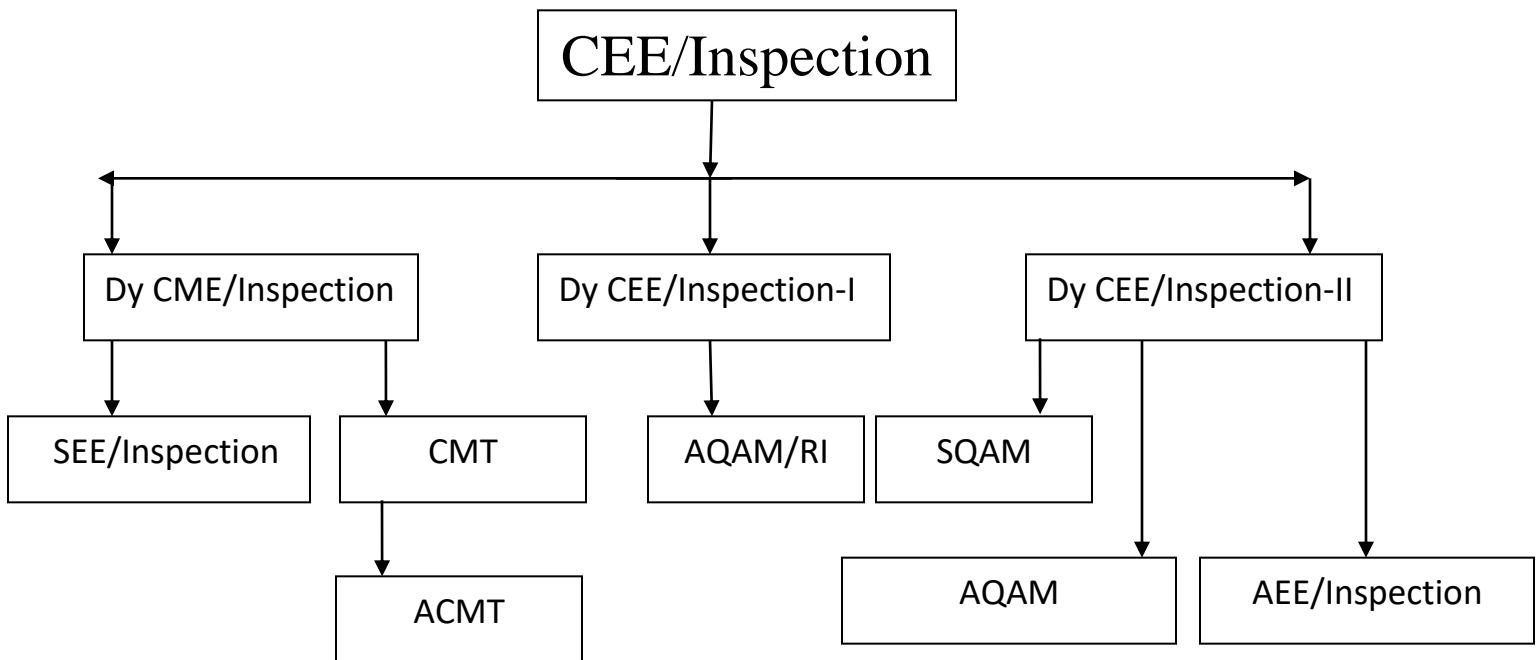 CEE/Inspection
Dy CME/Inspection
Dy CEE/Inspection-I
Dy CEE/Inspection-II
SEE/Inspection
CMT
AQAM/RI
SQAM
ACMT
AQAM
AEE/Inspection